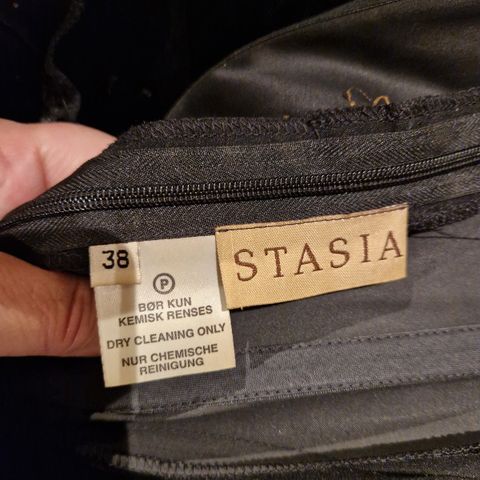 38
STASIA
P
BØR KUN
KEMISK RENSES
DRY CLEANING ONLY
NUR CHEMISCHE
REINIGUNG